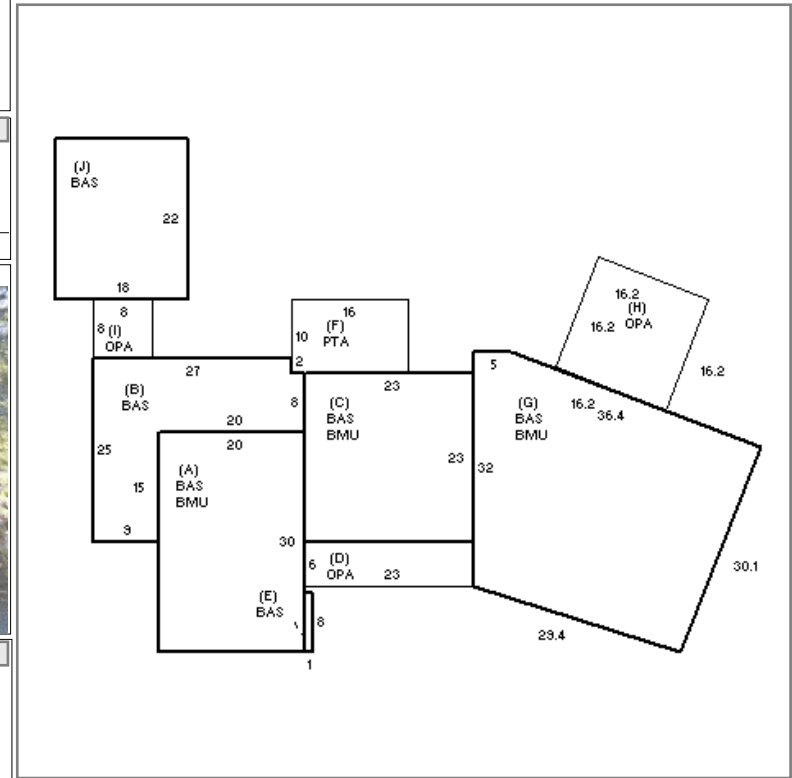 (J)
BAS
22
18
8
8 (I)
OPA
16
10 (F)
PTA
2
16.2
(H)
16.2 OPA
16.2
16.2
36.4
27
(B)
BAS
8
20
20
25
15
9
(A)
BAS
BMU
30
23
(C)
BAS
BMU
23
5
(G)
BAS
BMU
32
6 (D)
OPA 23
(E)
BAS
8
1
30.1
29.4